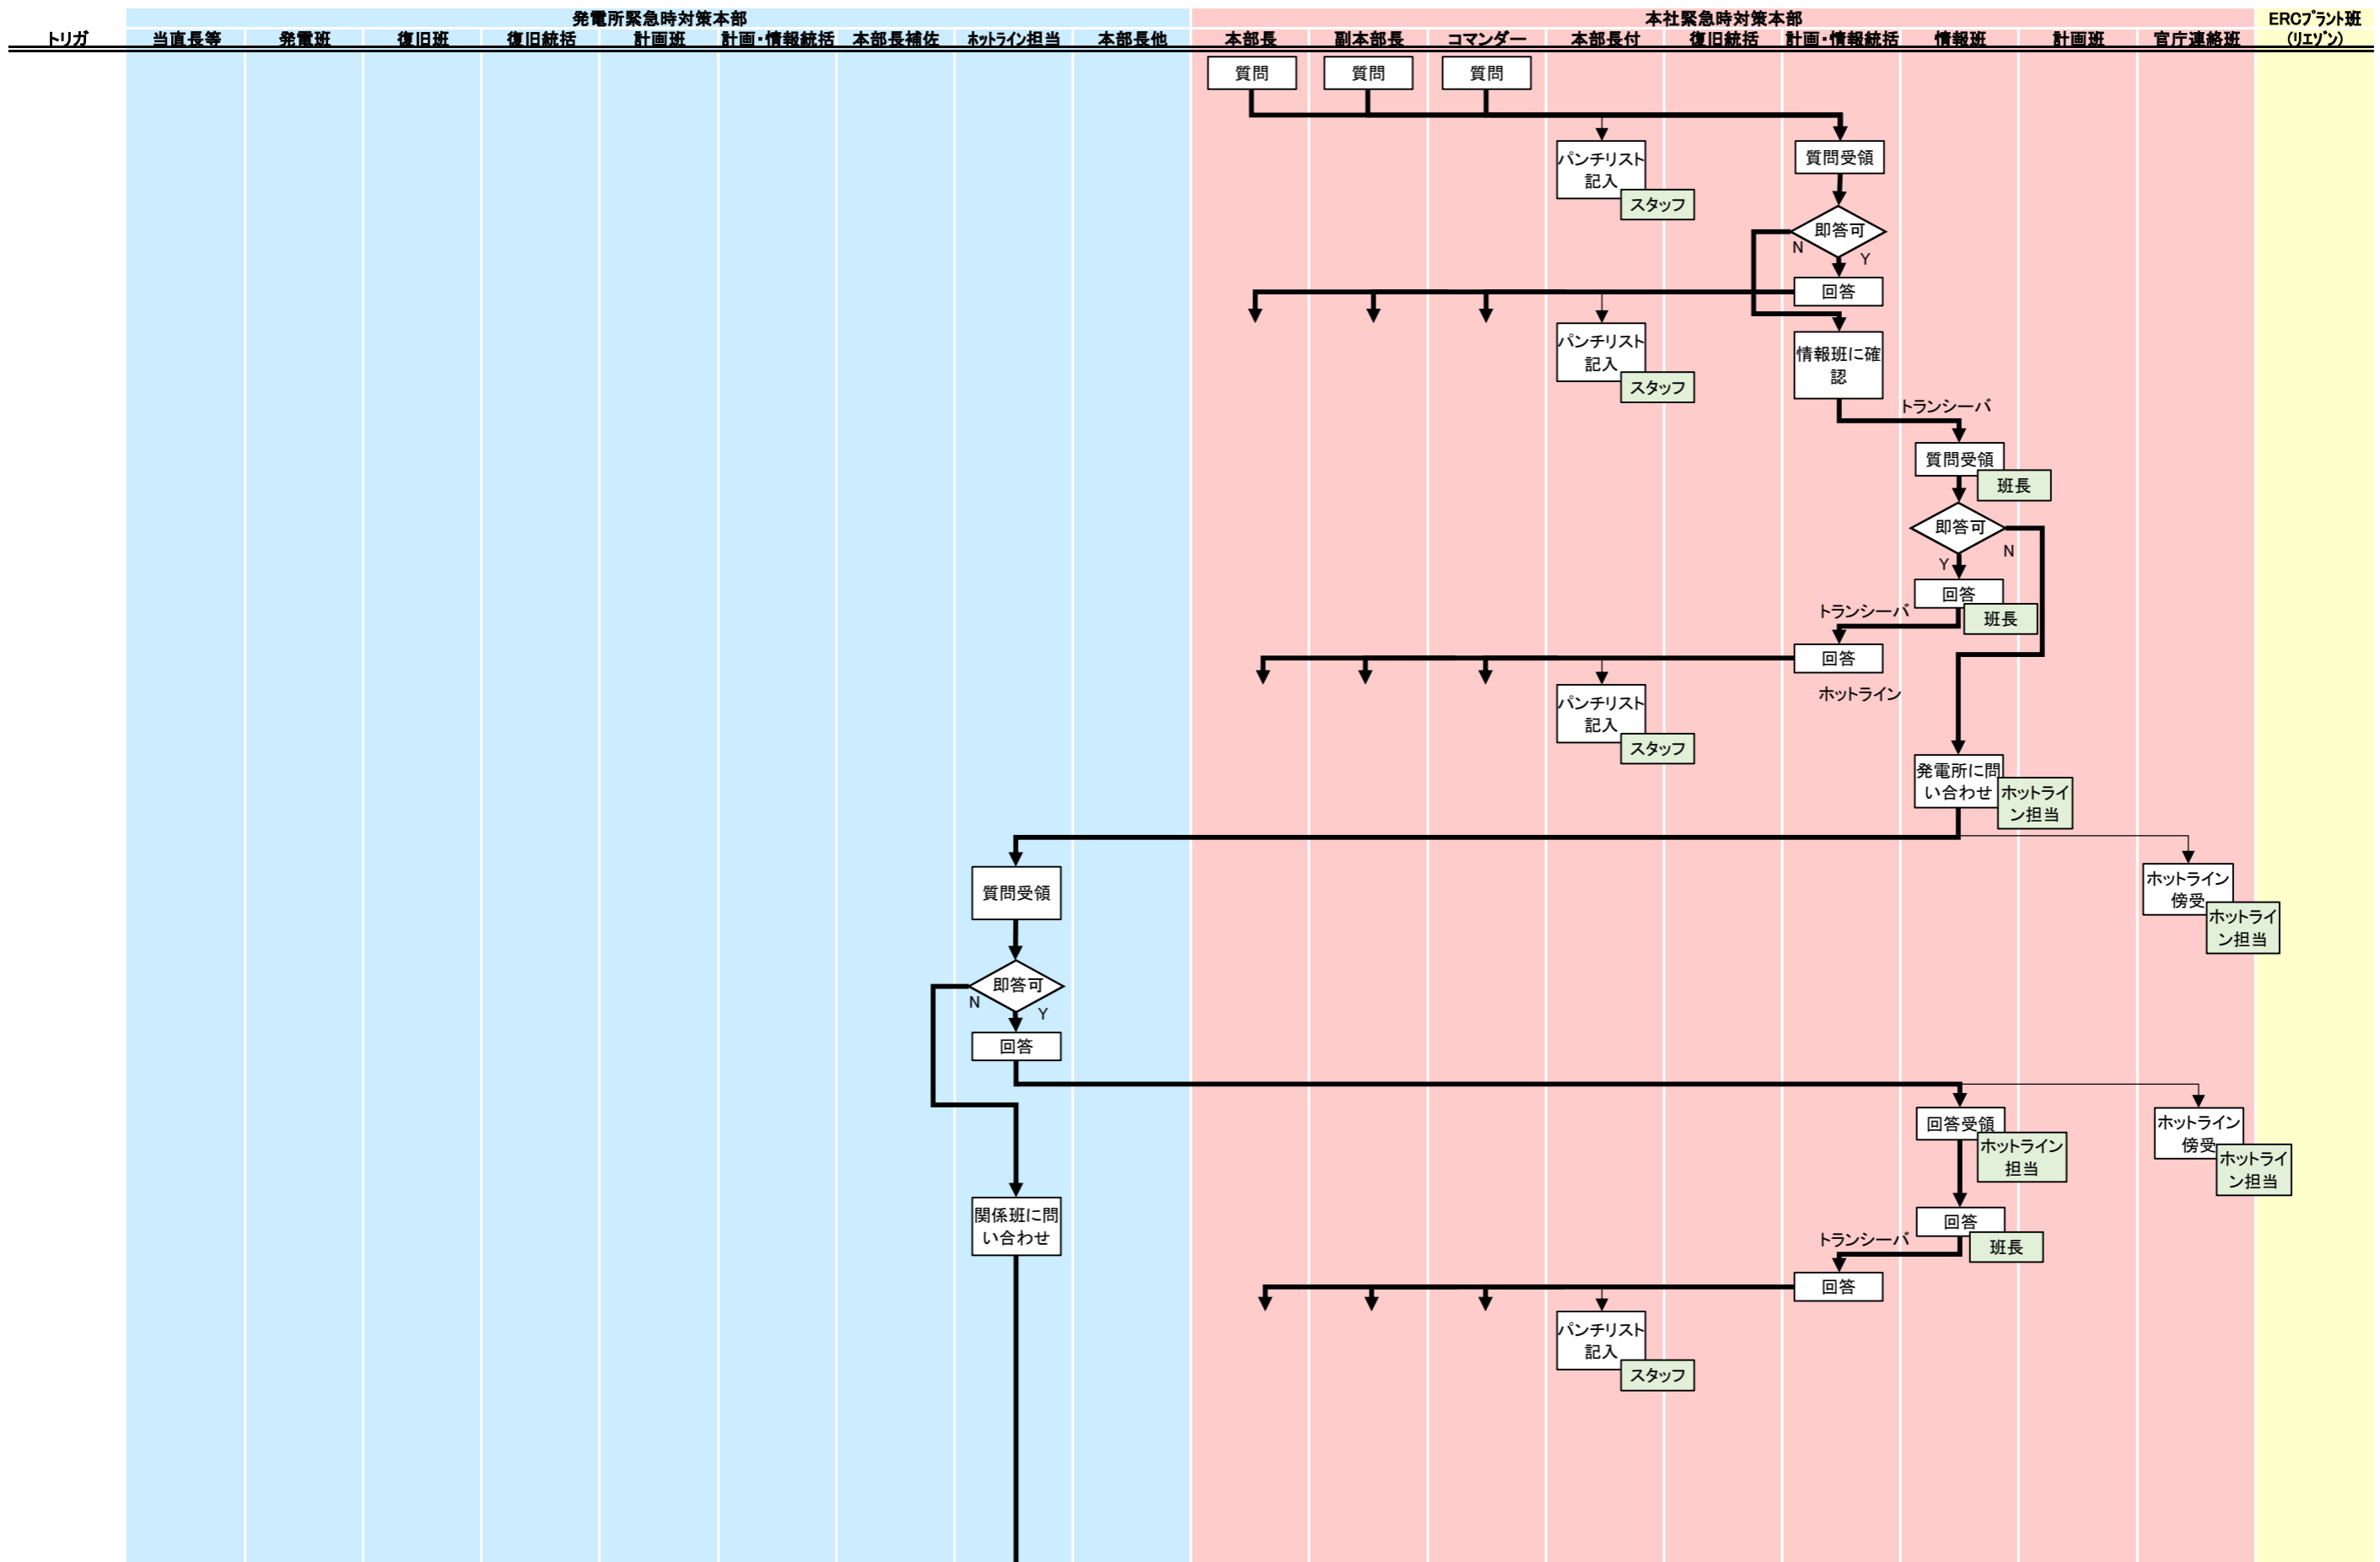 発電所緊急時対策本部
本社緊急時対策本部
ERCプラント班
トリガ
当直長等
発電班
復旧班
復旧統括
計画班
計画・情報統括
本部長補佐
ホットライン担当
本部長他
本部長
副本部長
コマンダー
本部長付
復旧統括
計画・情報統括
情報班
計画班
官庁連絡班
(リエゾン)
質問
質問
質問
パンチリスト
記入
スタッフ
質問受領
即答可
N
Y
回答
パンチリスト
記入
スタッフ
情報班に確
認
トランシーバ
質問受領
班長
即答可
N
Y
回答
班長
トランシーバ
回答
ホットライン
パンチリスト
記入
スタッフ
発電所に問
い合わせ
ホットライ
ン担当
質問受領
ホットライン
傍受
ホットライ
ン担当
即答可
N
Y
回答
回答受領
ホットライン
担当
ホットライン
傍受
ホットライ
ン担当
関係班に問
い合わせ
回答
班長
トランシーバ
回答
パンチリスト
記入
スタッフ